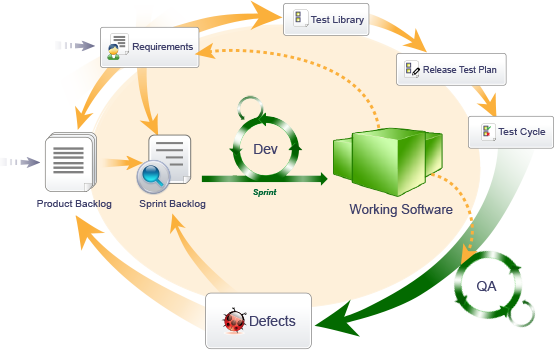 Test Library
Requirements
Release Test Plan
Test Cycle
Dev
Sprint
Product Backlog
Sprint Backlog
Working Software
QA
Defects